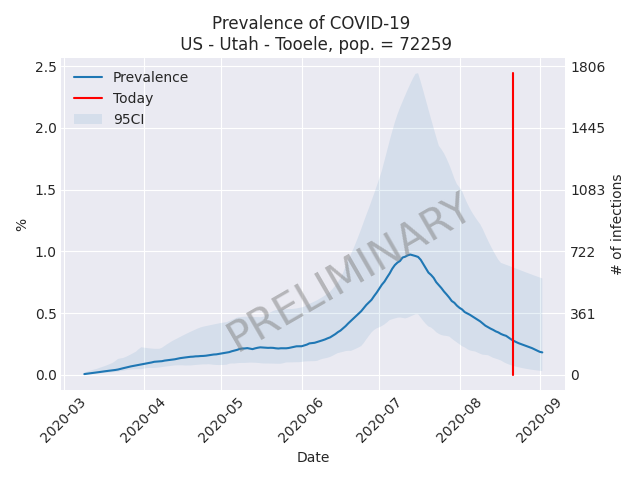 Prevalence of COVID-19
US - Utah - Tooele, pop. = 72259
Prevalence
Today
95CI
PRELIMINARY
%
2.5
2.0
1.5
1.0
0.5
0.0
1806
1445
1083
722
361
0
# of infections
2020-03
2020-04
2020-05
2020-06
2020-07
2020-08
2020-09
Date